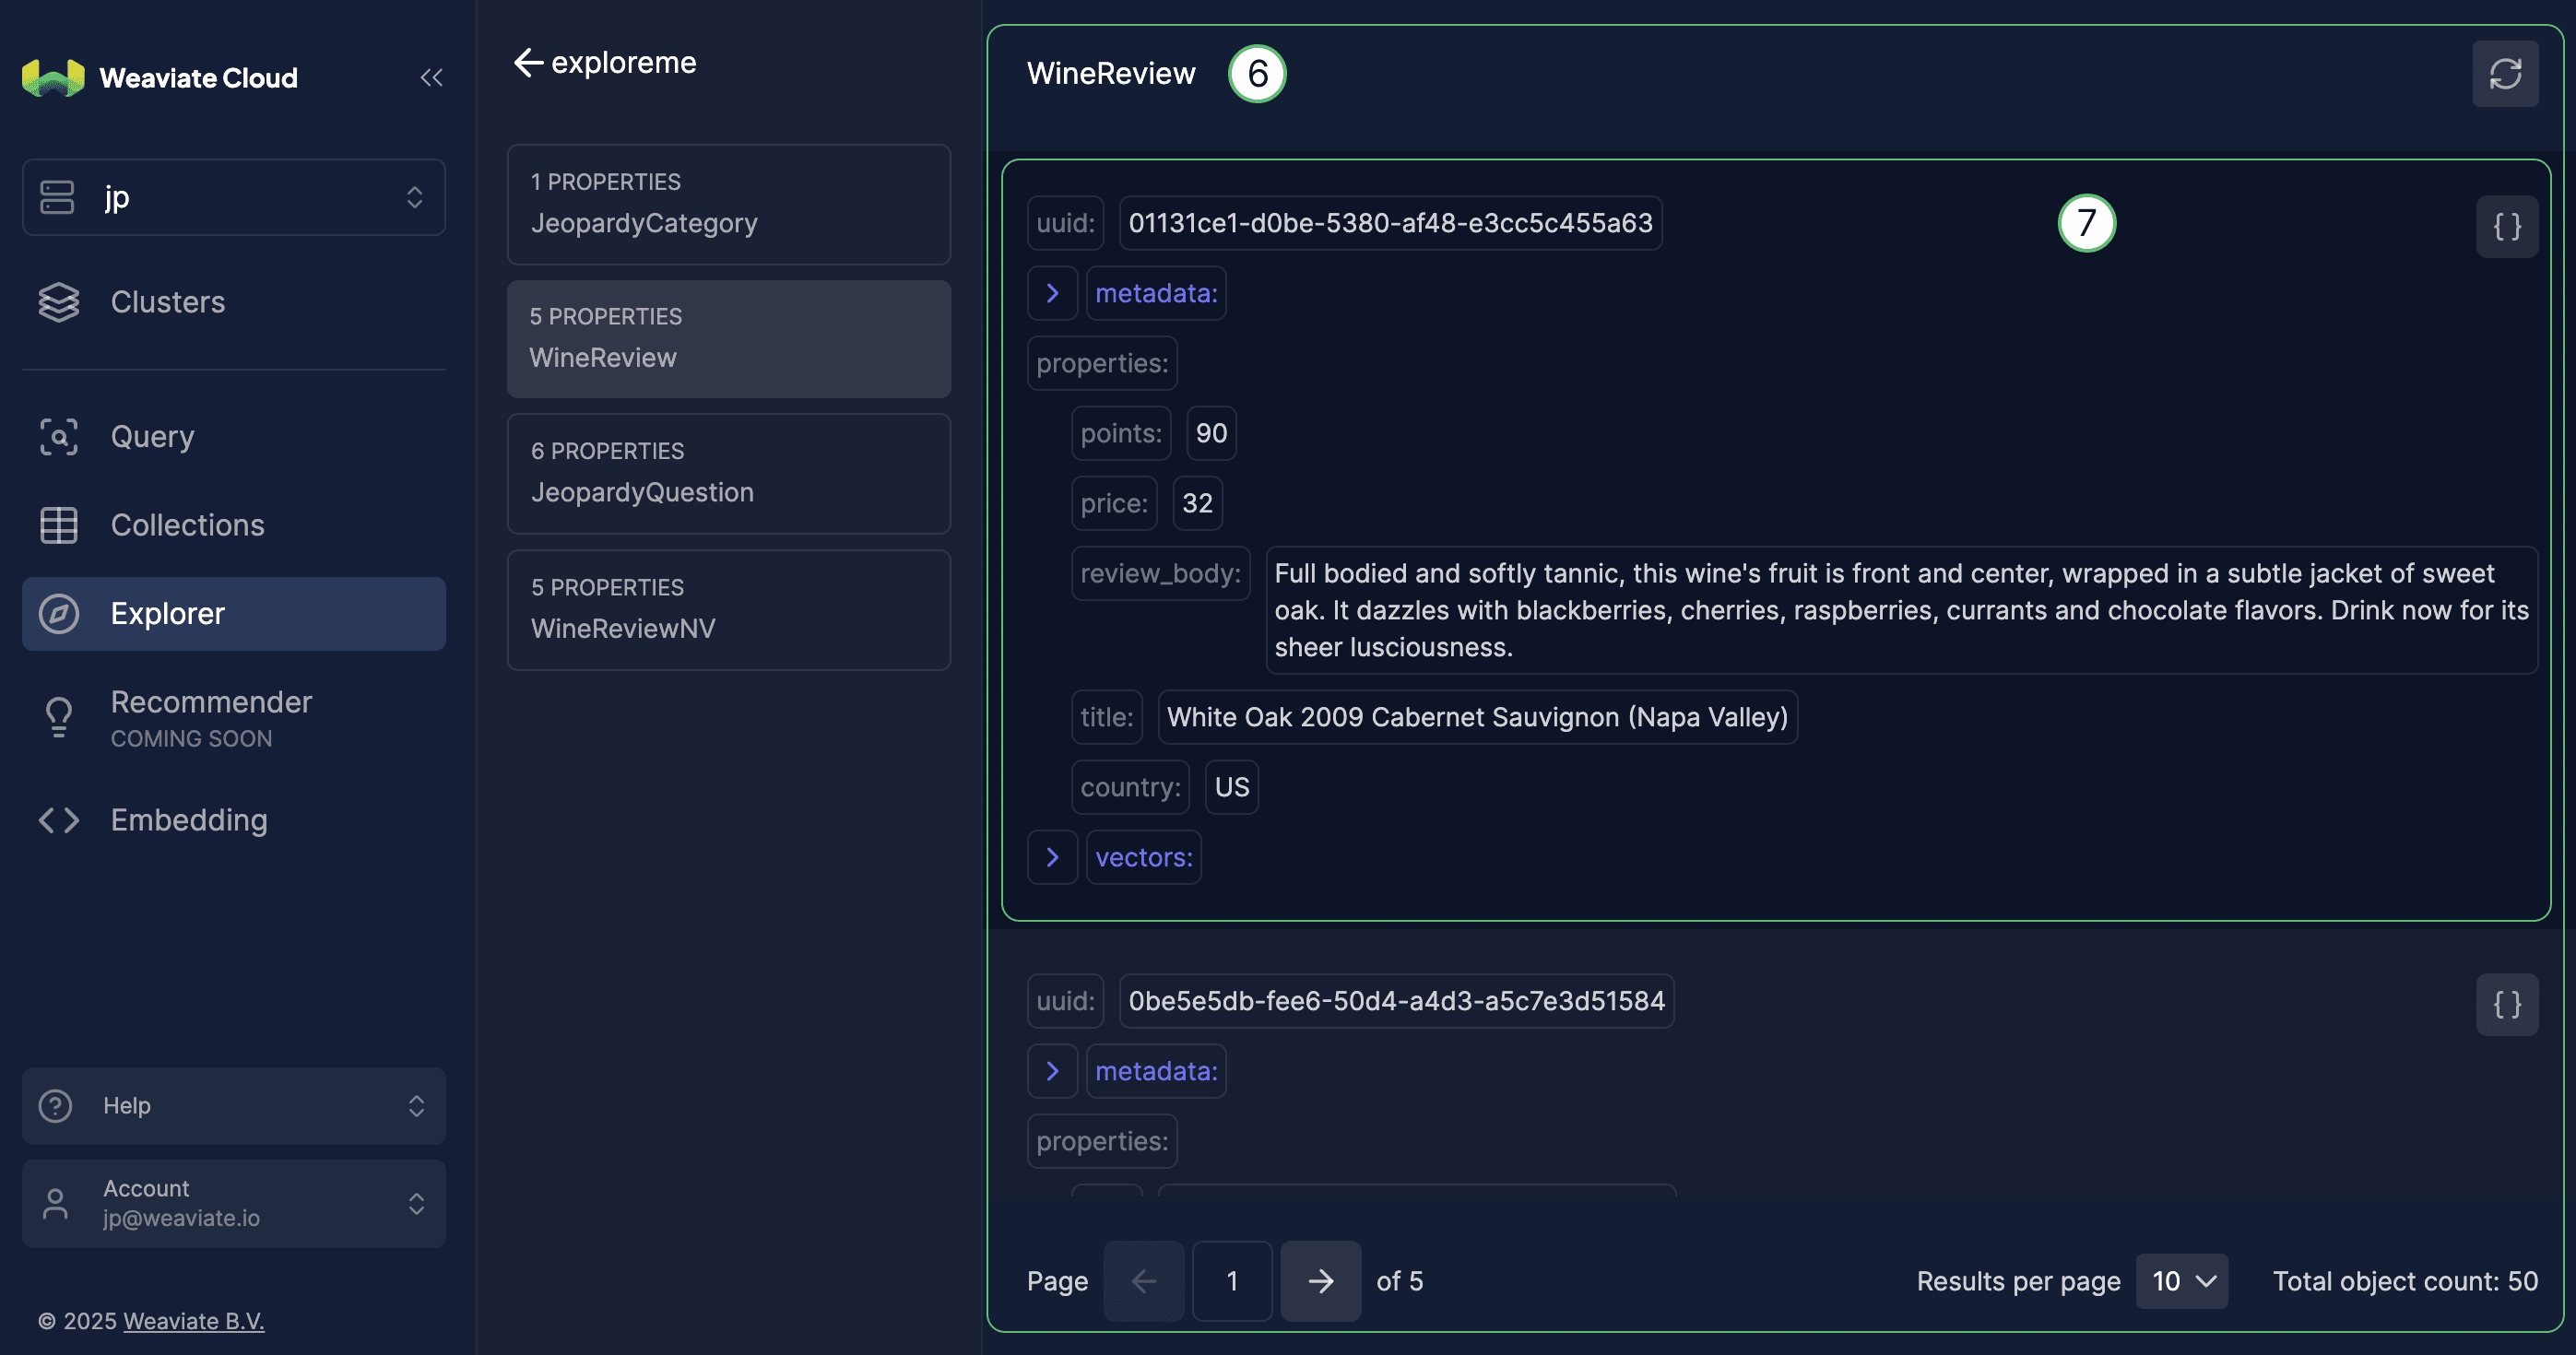 Weaviate Cloud
jp
Clusters
Query
Collections
Explorer
Recommender
COMING SOON
Embedding
Help
Account
jp@weaviate.io
© 2025 Weaviate B.V.
exploreme
1 PROPERTIES
JeopardyCategory
5 PROPERTIES
WineReview
6 PROPERTIES
JeopardyQuestion
5 PROPERTIES
WineReviewNV
WineReview 6
uuid: 01131ce1-d0be-5380-af48-e3cc5c455a63 7 { }
metadata:
properties:
points: 90
price: 32
review_body: Full bodied and softly tannic, this wine's fruit is front and center, wrapped in a subtle jacket of sweet
oak. It dazzles with blackberries, cherries, raspberries, currants and chocolate flavors. Drink now for its
sheer lusciousness.
title: White Oak 2009 Cabernet Sauvignon (Napa Valley)
country: US
vectors:
uuid: 0be5e5db-fee6-50d4-a4d3-a5c7e3d51584 { }
metadata:
properties:
Page 1 of 5 Results per page 10 Total object count: 50